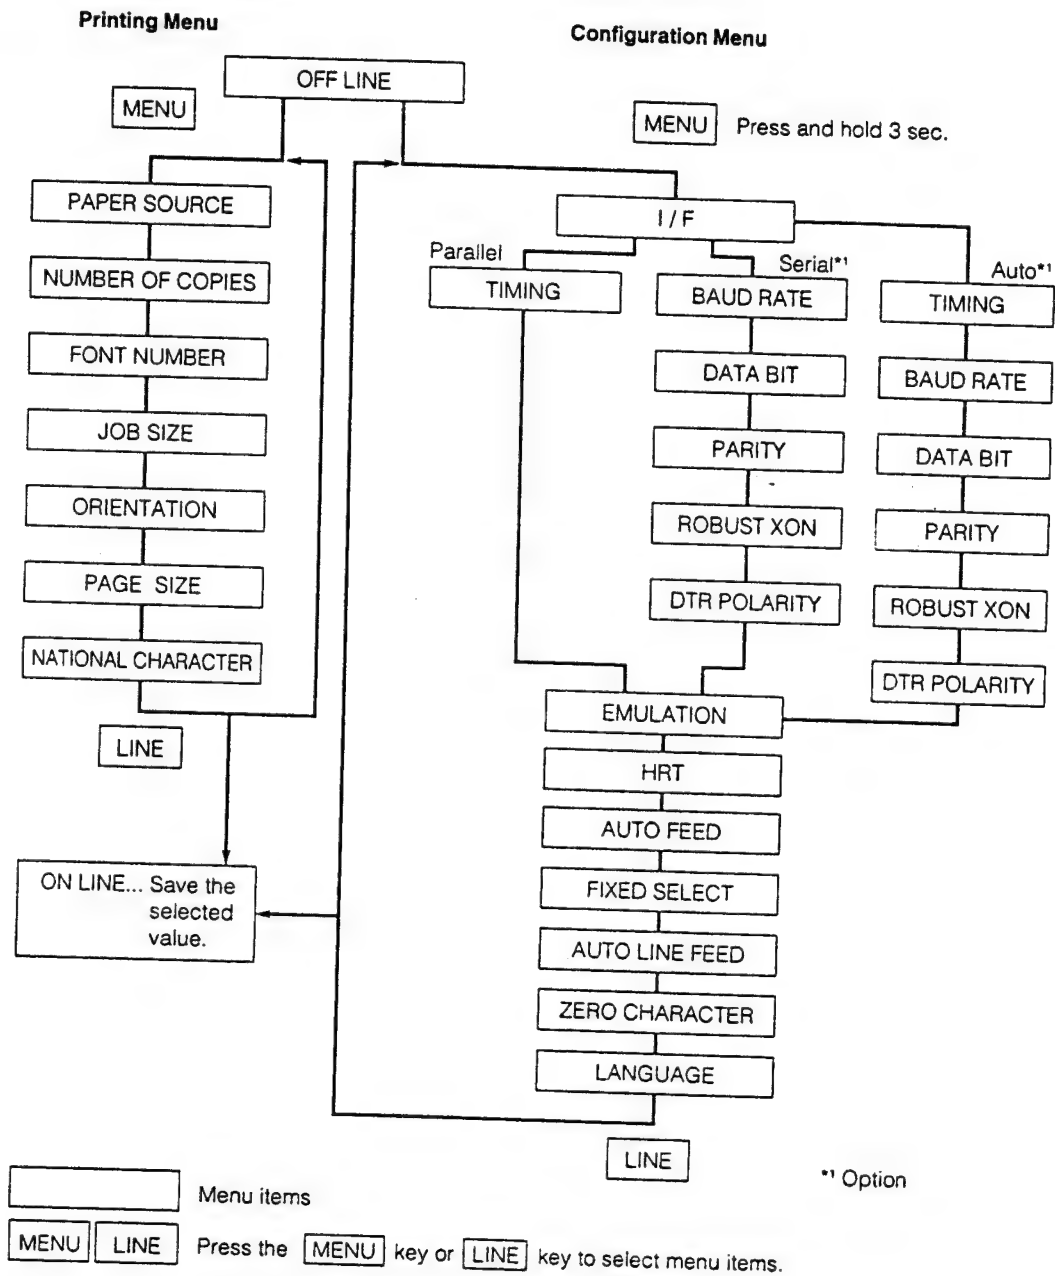 Printing Menu
Configuration Menu
OFF LINE
MENU
MENU Press and hold 3 sec.
PAPER SOURCE
NUMBER OF COPIES
FONT NUMBER
JOB SIZE
ORIENTATION
PAGE SIZE
NATIONAL CHARACTER
LINE
ON LINE... Save the
selected
value.
I / F
Parallel
TIMING
Serial*1
BAUD RATE
DATA BIT
PARITY
ROBUST XON
DTR POLARITY
Auto*1
TIMING
BAUD RATE
DATA BIT
PARITY
ROBUST XON
DTR POLARITY
EMULATION
HRT
AUTO FEED
FIXED SELECT
AUTO LINE FEED
ZERO CHARACTER
LANGUAGE
LINE
*1 Option
Menu items
MENU LINE Press the MENU key or LINE key to select menu items.